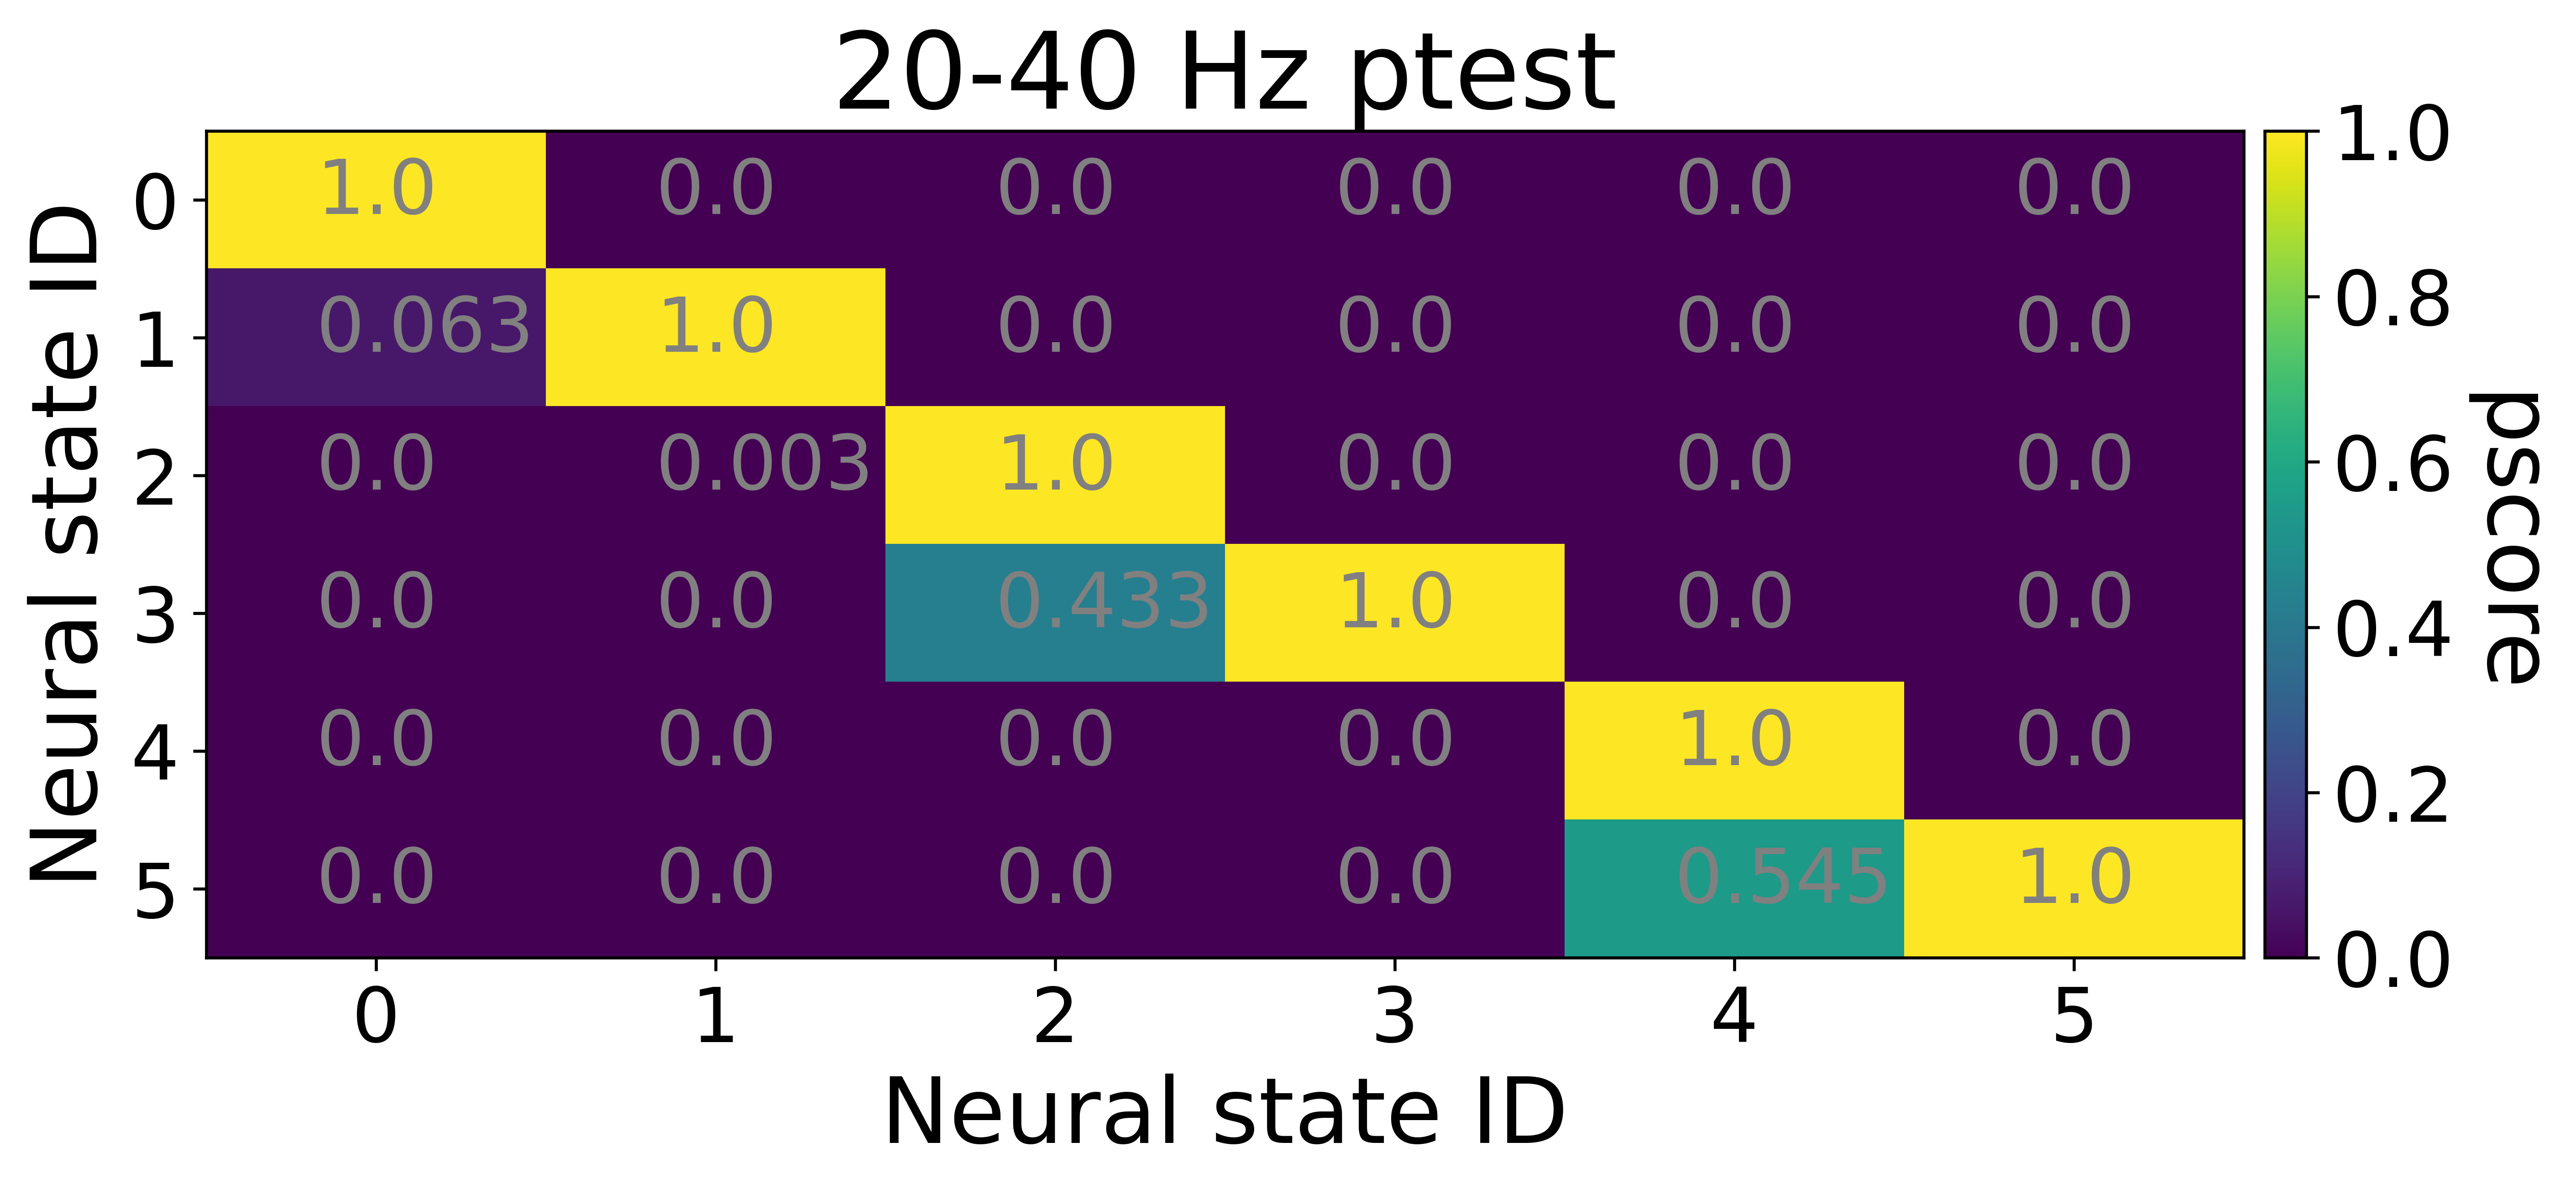 20-40 Hz ptest
Neural state ID
0 1.0 0.0 0.0 0.0 0.0 0.0
1 0.063 1.0 0.0 0.0 0.0 0.0
2 0.0 0.003 1.0 0.0 0.0 0.0
3 0.0 0.0 0.433 1.0 0.0 0.0
4 0.0 0.0 0.0 0.0 1.0 0.0
5 0.0 0.0 0.0 0.0 0.545 1.0
0 1 2 3 4 5
Neural state ID
1.0
0.8
0.6
0.4
0.2
0.0
pscore